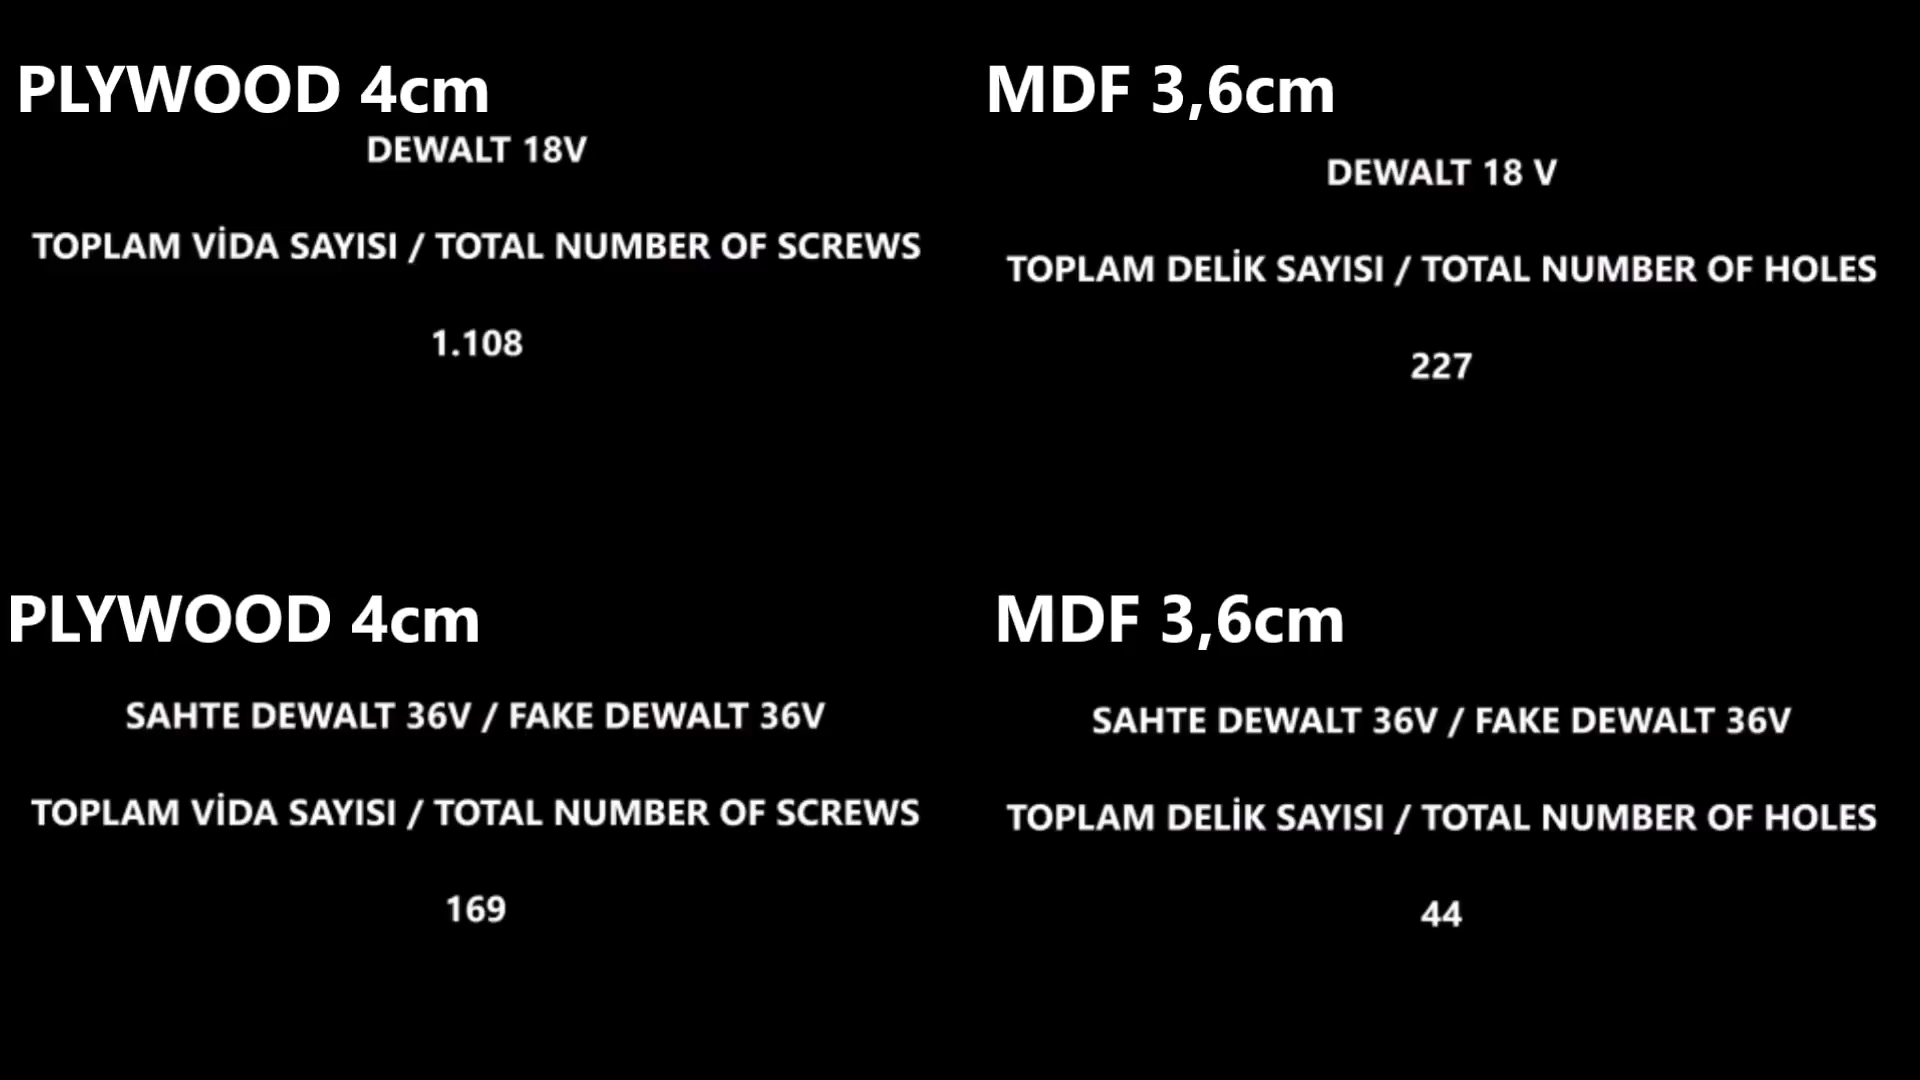 PLYWOOD 4cm
DEWALT 18V
TOPLAM VİDA SAYISI / TOTAL NUMBER OF SCREWS
1.108
MDF 3,6cm
DEWALT 18 V
TOPLAM DELİK SAYISI / TOTAL NUMBER OF HOLES
227
PLYWOOD 4cm
SAHTE DEWALT 36V / FAKE DEWALT 36V
TOPLAM VİDA SAYISI / TOTAL NUMBER OF SCREWS
169
MDF 3,6cm
SAHTE DEWALT 36V / FAKE DEWALT 36V
TOPLAM DELİK SAYISI / TOTAL NUMBER OF HOLES
44